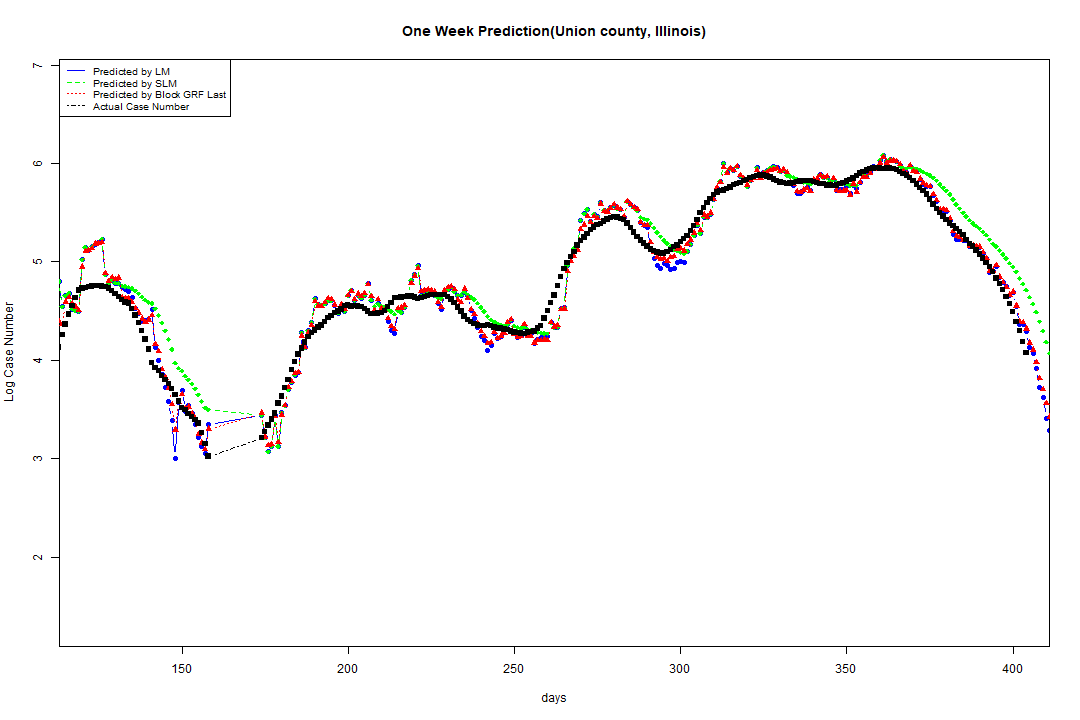 One Week Prediction(Union county, Illinois)
Predicted by LM
Predicted by SLM
Predicted by Block GRF Last
Actual Case Number
Log Case Number
7
6
5
4
3
2
150 200 250 300 350 400
days